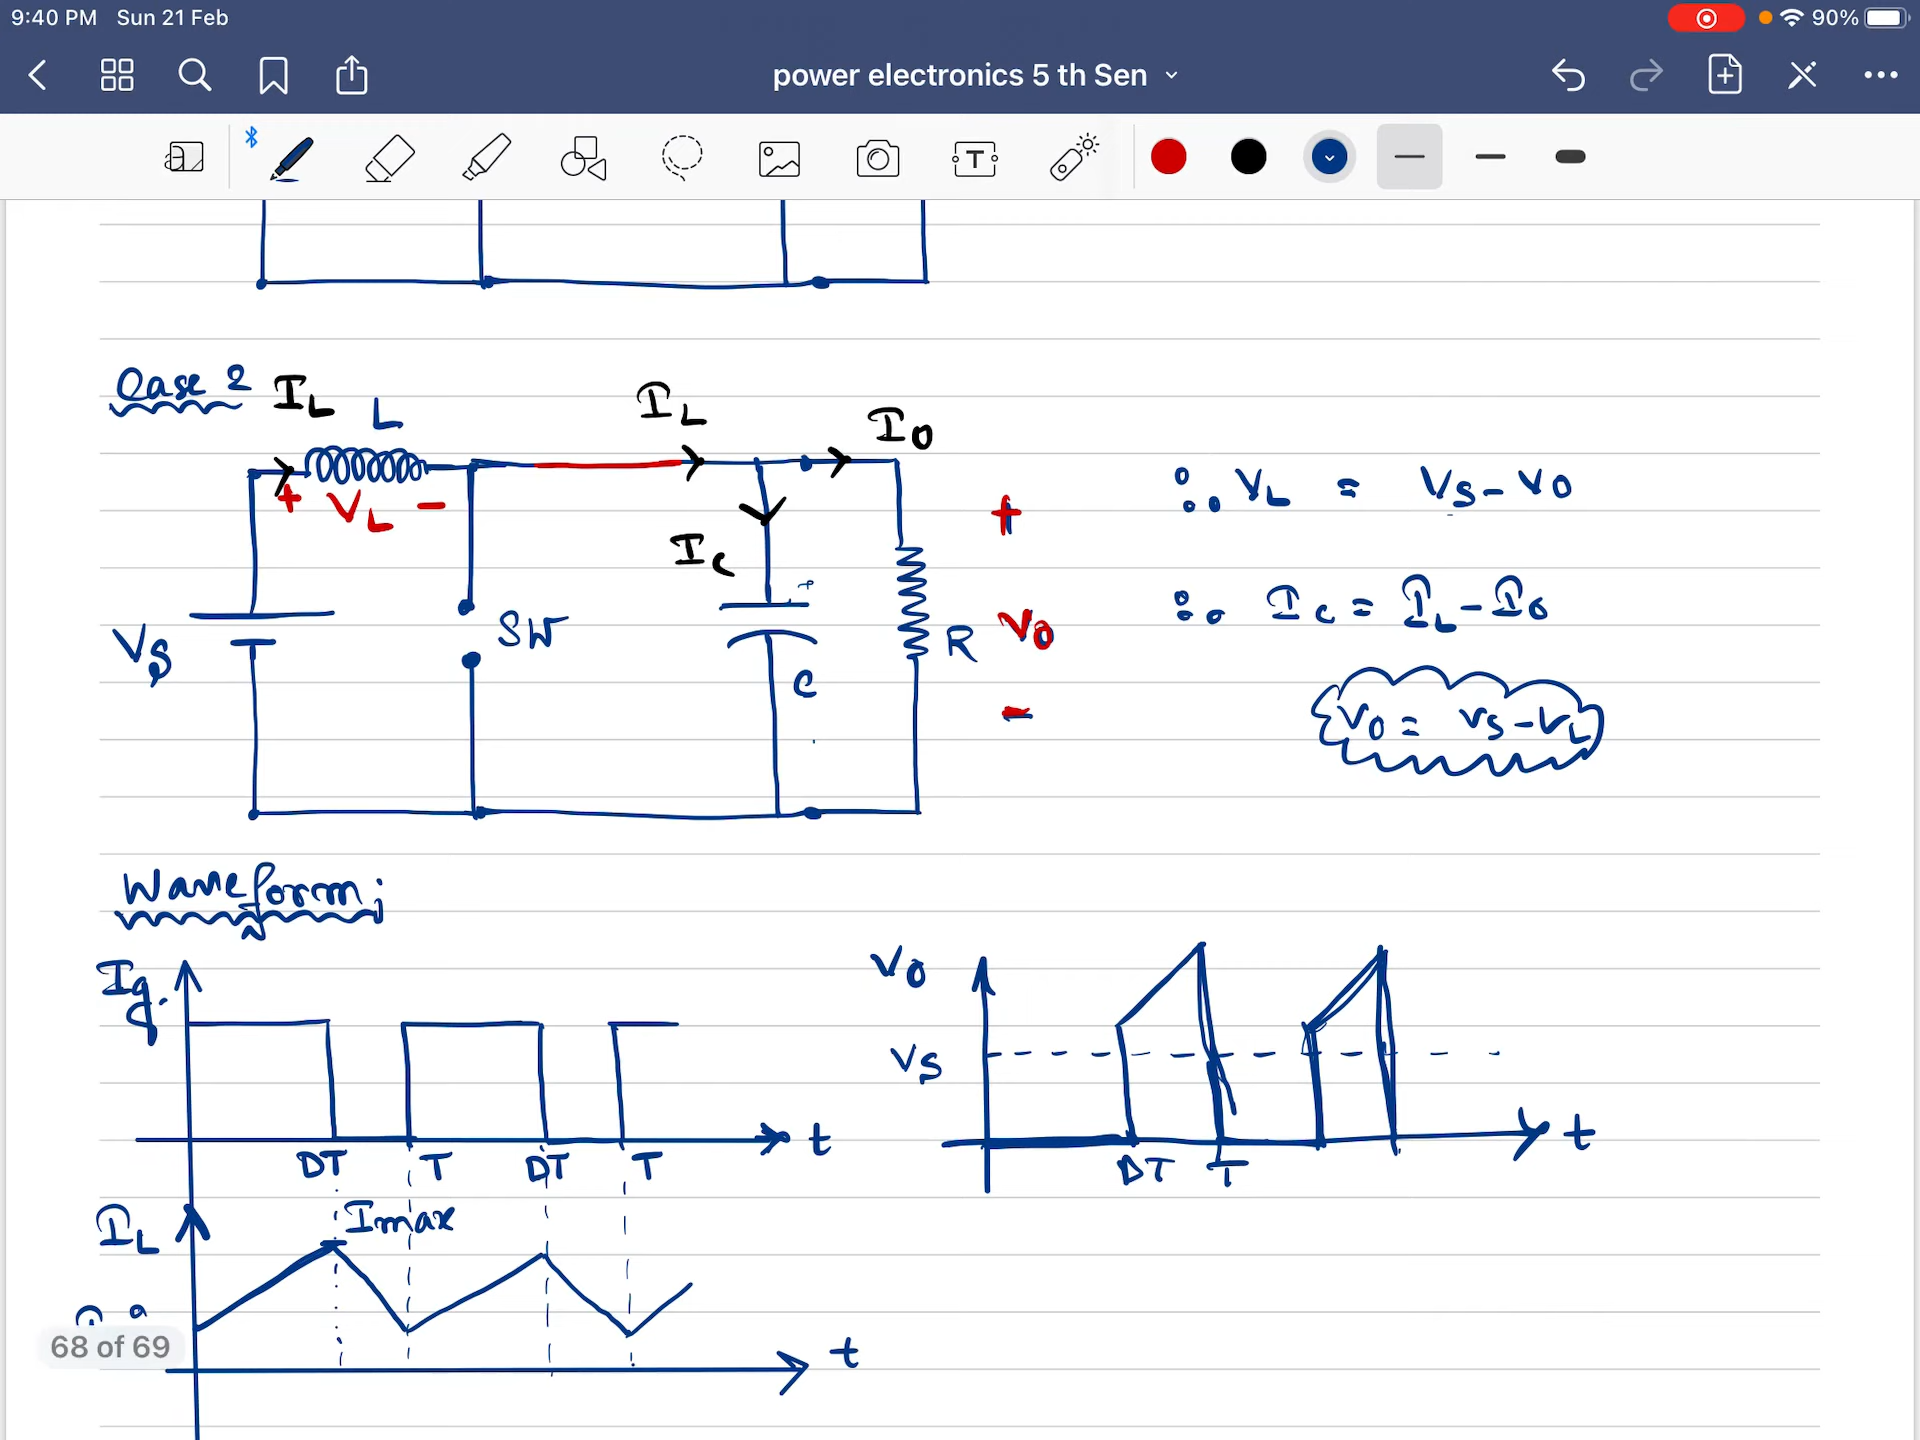 9:40 PM Sun 21 Feb
90%
power electronics 5 th Sen
Case 2
IL L IL IO
+ VL - +
∴ VL = VS - VO
IC +
∴ IC = IL - IO
VS SW C R VO
-
VO = VS - VL
Waveform;
Ig. VO
VS
DT T DT T t
DT T t
IL Imax
t
68 of 69